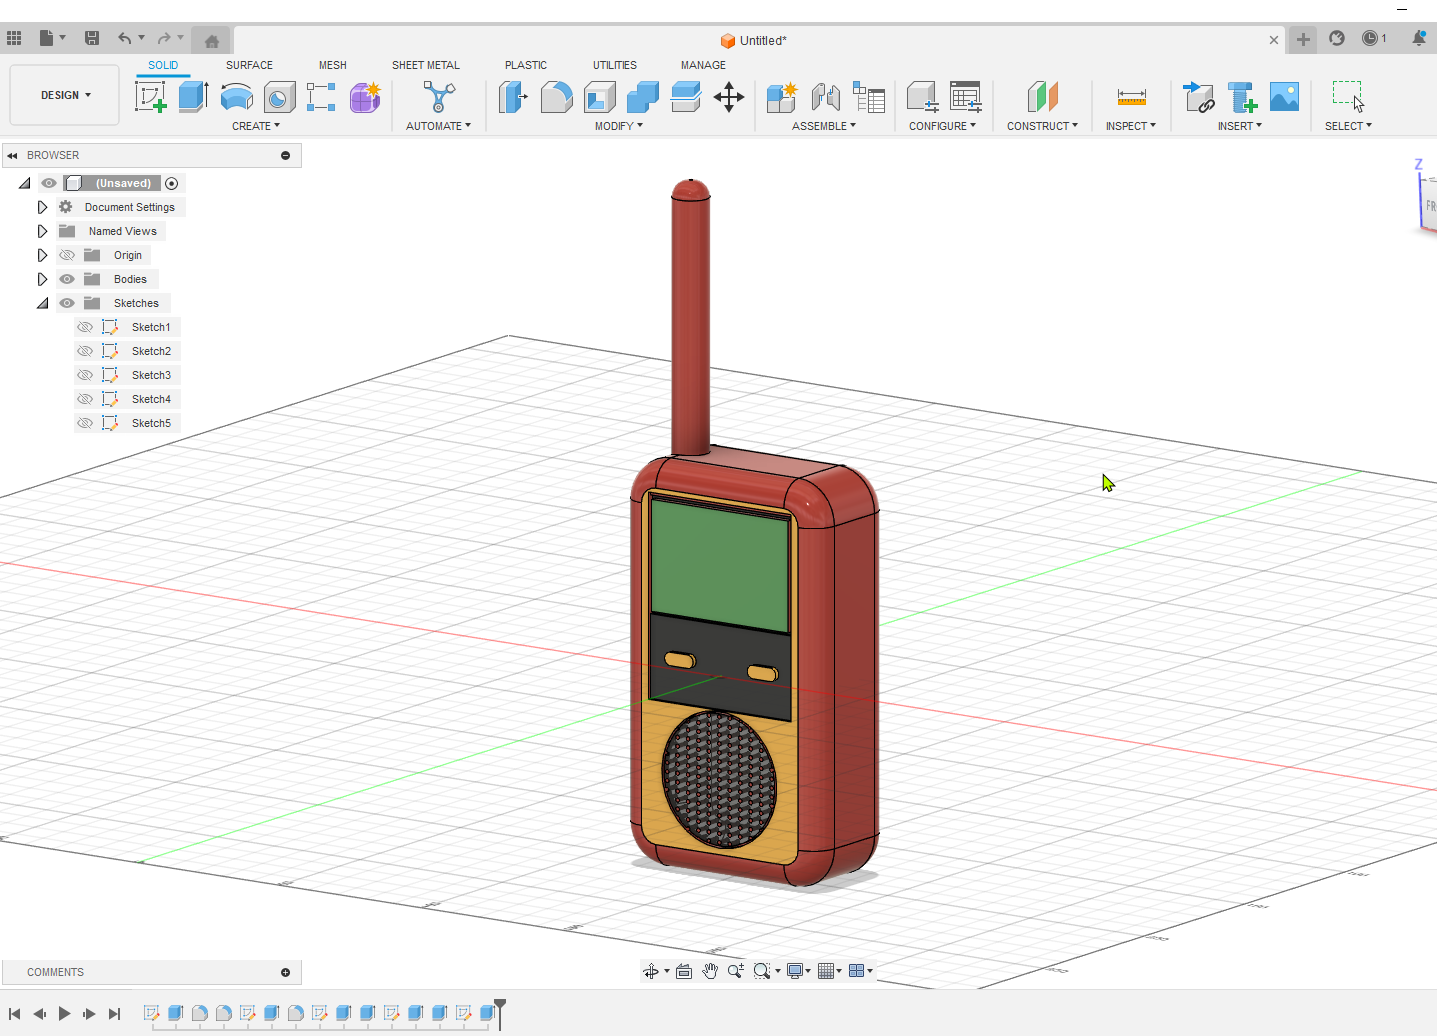 Untitled*
1
DESIGN
SOLID
SURFACE
MESH
SHEET METAL
PLASTIC
UTILITIES
MANAGE
CREATE
AUTOMATE
MODIFY
ASSEMBLE
CONFIGURE
CONSTRUCT
INSPECT
INSERT
SELECT
BROWSER
(Unsaved)
Document Settings
Named Views
Origin
Bodies
Sketches
Sketch1
Sketch2
Sketch3
Sketch4
Sketch5
Z
COMMENTS